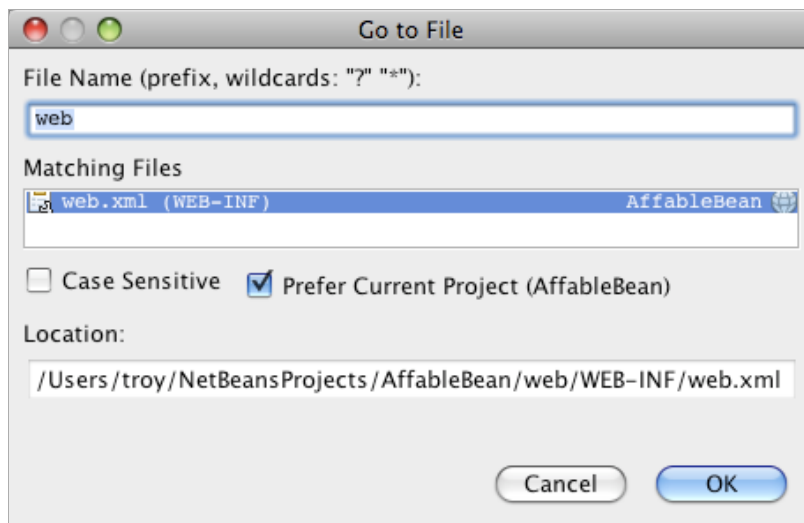 Go to File
File Name (prefix, wildcards: "?" "*"):
web
Matching Files
web.xml (WEB-INF) AffableBean
Case Sensitive Prefer Current Project (AffableBean)
Location:
/Users/troy/NetBeansProjects/AffableBean/web/WEB-INF/web.xml
Cancel OK